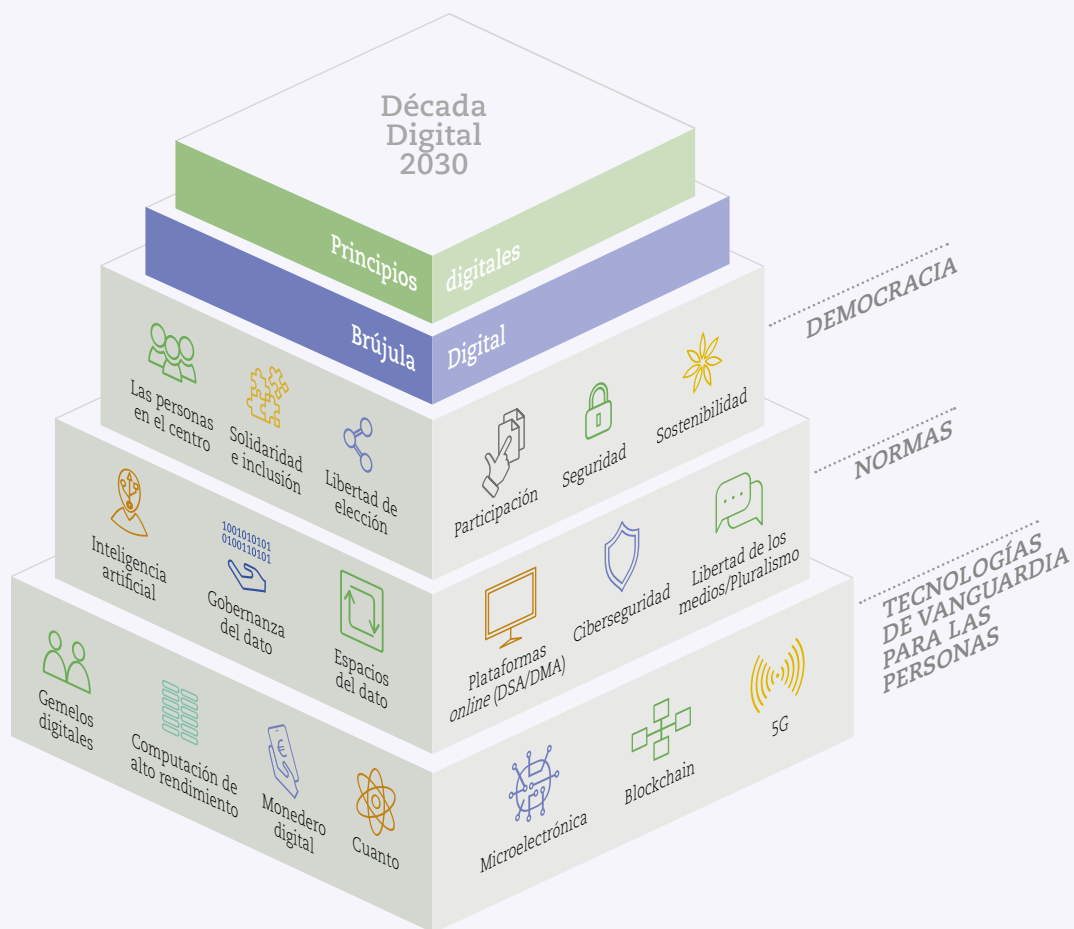 Década
Digital
2030
Principios
digitales
Brújula
Digital
DEMOCRACIA
Las personas
en el centro
Solidaridad
e inclusión
Libertad de
elección
Participación
Seguridad
Sostenibilidad
NORMAS
Inteligencia
artificial
1001010101
0100110101
Gobernanza
del dato
Espacios
del dato
Plataformas
online (DSA/DMA)
Ciberseguridad
Libertad de los
medios/Pluralismo
TECNOLOGÍAS
DE VANGUARDIA
PARA LAS
PERSONAS
Gemelos
digitales
Computación de
alto rendimiento
€
Monedero
digital
Cuanto
Microelectrónica
Blockchain
5G